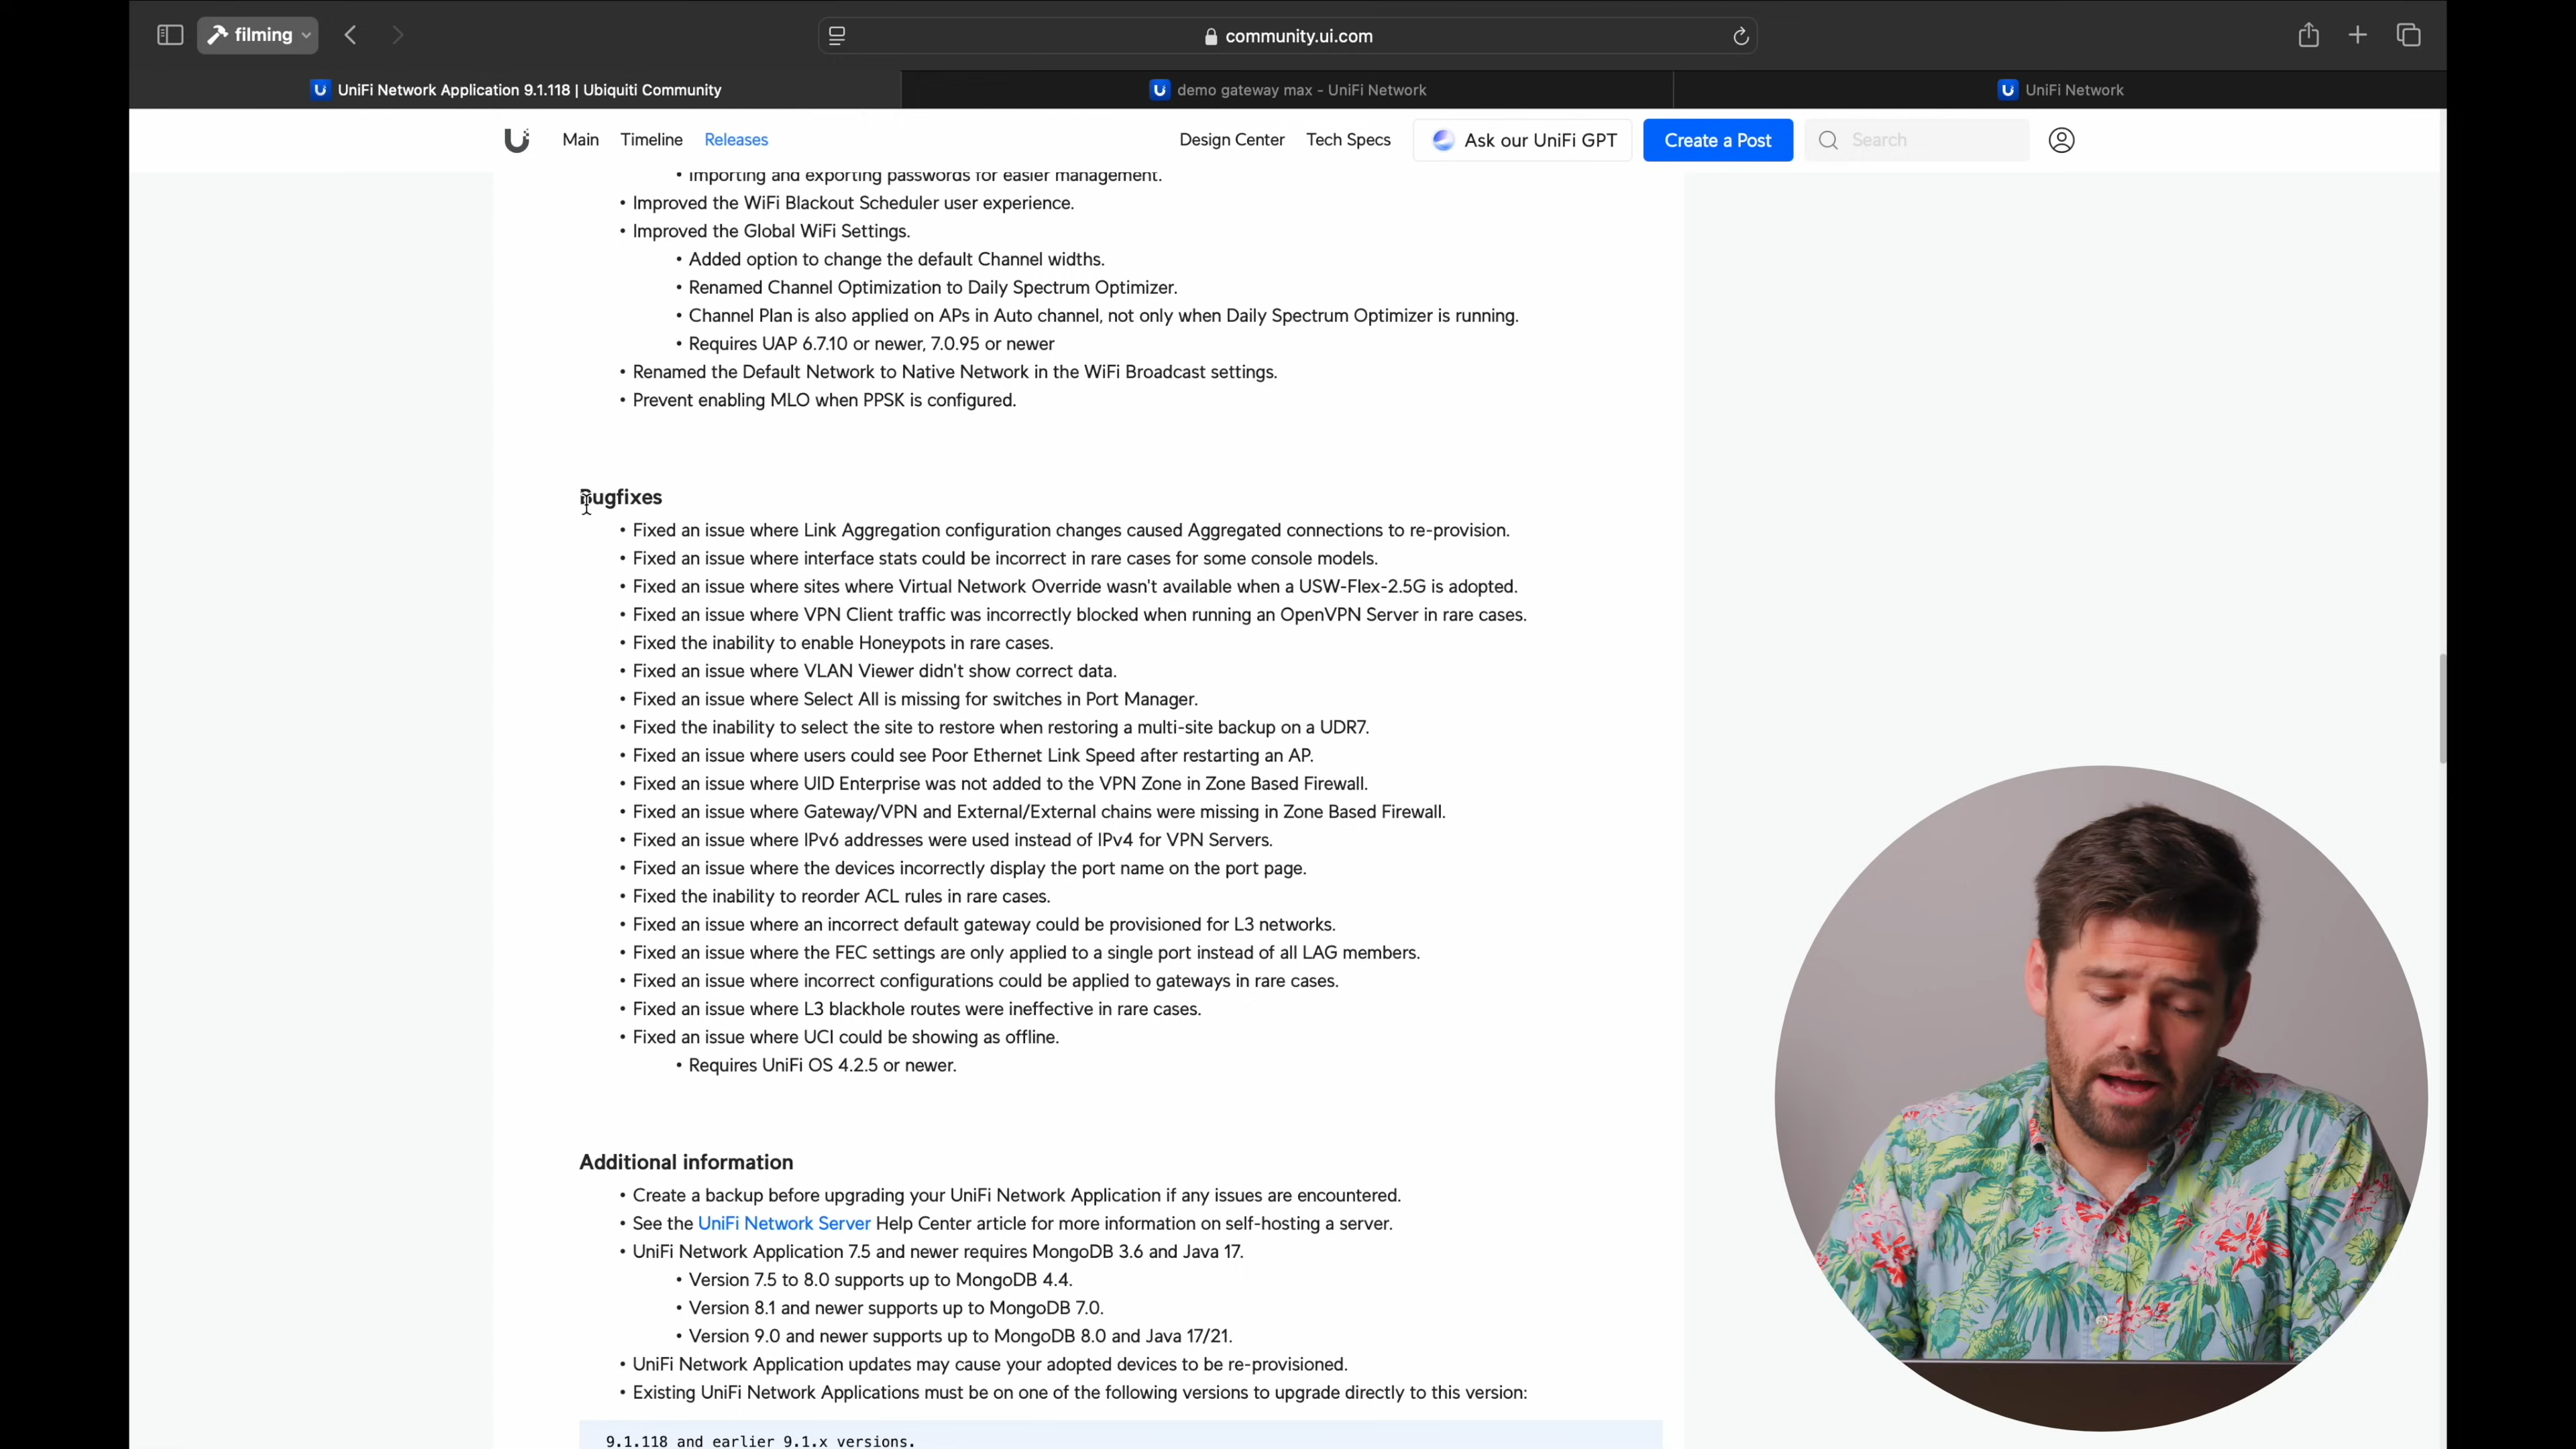 filming
community.ui.com
UniFi Network Application 9.1.118 | Ubiquiti Community
demo gateway max - UniFi Network
UniFi Network
Main Timeline Releases Design Center Tech Specs Ask our UniFi GPT Create a Post Search
• Importing and exporting passwords for easier management.
• Improved the WiFi Blackout Scheduler user experience.
• Improved the Global WiFi Settings.
• Added option to change the default Channel widths.
• Renamed Channel Optimization to Daily Spectrum Optimizer.
• Channel Plan is also applied on APs in Auto channel, not only when Daily Spectrum Optimizer is running.
• Requires UAP 6.7.10 or newer, 7.0.95 or newer
• Renamed the Default Network to Native Network in the WiFi Broadcast settings.
• Prevent enabling MLO when PPSK is configured.
Bugfixes
• Fixed an issue where Link Aggregation configuration changes caused Aggregated connections to re-provision.
• Fixed an issue where interface stats could be incorrect in rare cases for some console models.
• Fixed an issue where sites where Virtual Network Override wasn't available when a USW-Flex-2.5G is adopted.
• Fixed an issue where VPN Client traffic was incorrectly blocked when running an OpenVPN Server in rare cases.
• Fixed the inability to enable Honeypots in rare cases.
• Fixed an issue where VLAN Viewer didn't show correct data.
• Fixed an issue where Select All is missing for switches in Port Manager.
• Fixed the inability to select the site to restore when restoring a multi-site backup on a UDR7.
• Fixed an issue where users could see Poor Ethernet Link Speed after restarting an AP.
• Fixed an issue where UID Enterprise was not added to the VPN Zone in Zone Based Firewall.
• Fixed an issue where Gateway/VPN and External/External chains were missing in Zone Based Firewall.
• Fixed an issue where IPv6 addresses were used instead of IPv4 for VPN Servers.
• Fixed an issue where the devices incorrectly display the port name on the port page.
• Fixed the inability to reorder ACL rules in rare cases.
• Fixed an issue where an incorrect default gateway could be provisioned for L3 networks.
• Fixed an issue where the FEC settings are only applied to a single port instead of all LAG members.
• Fixed an issue where incorrect configurations could be applied to gateways in rare cases.
• Fixed an issue where L3 blackhole routes were ineffective in rare cases.
• Fixed an issue where UCI could be showing as offline.
• Requires UniFi OS 4.2.5 or newer.
Additional information
• Create a backup before upgrading your UniFi Network Application if any issues are encountered.
• See the UniFi Network Server Help Center article for more information on self-hosting a server.
• UniFi Network Application 7.5 and newer requires MongoDB 3.6 and Java 17.
• Version 7.5 to 8.0 supports up to MongoDB 4.4.
• Version 8.1 and newer supports up to MongoDB 7.0.
• Version 9.0 and newer supports up to MongoDB 8.0 and Java 17/21.
• UniFi Network Application updates may cause your adopted devices to be re-provisioned.
• Existing UniFi Network Applications must be on one of the following versions to upgrade directly to this version:
9.1.118 and earlier 9.1.x versions.